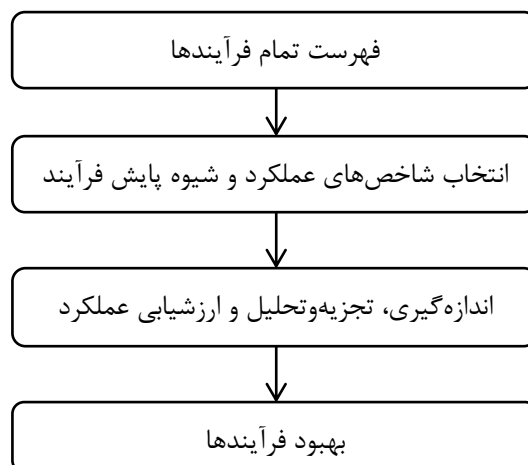 فهرست تمام فرآیندها
انتخاب شاخص‌های عملکرد و شیوه پایش فرآیند
اندازه‌گیری، تجزیه‌وتحلیل و ارزشیابی عملکرد
بهبود فرآیندها